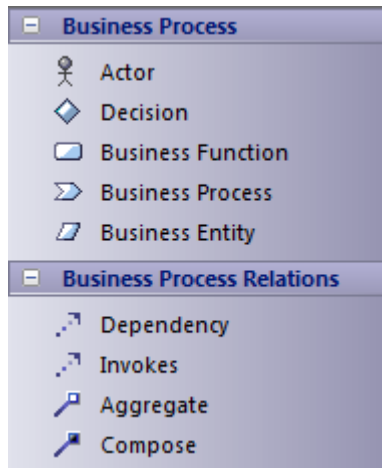 Business Process
Actor
Decision
Business Function
Business Process
Business Entity
Business Process Relations
Dependency
Invokes
Aggregate
Compose